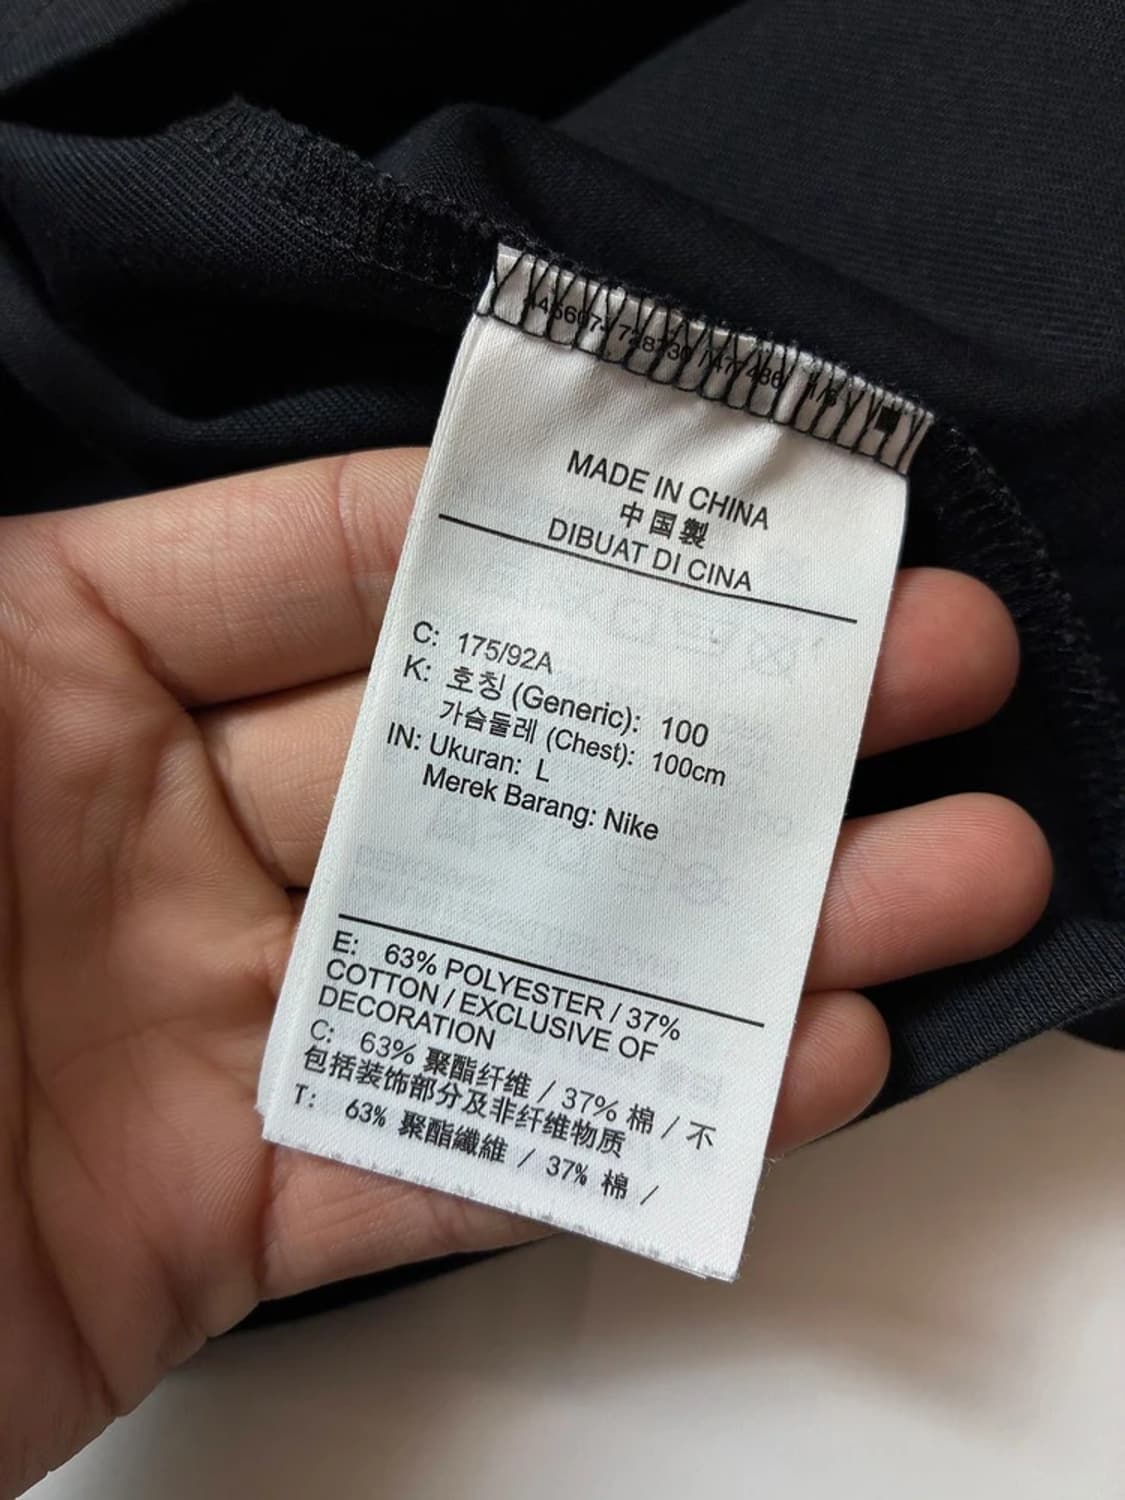 MADE IN CHINA
中国製
DIBUAT DI CINA
C: 175/92A
K: 호칭 (Generic): 100
가슴둘레 (Chest): 100cm
IN: Ukuran: L
Merek Barang: Nike
E: 63% POLYESTER / 37%
COTTON / EXCLUSIVE OF
DECORATION
C: 63% 聚酯纤维 / 37% 棉 / 不
包括装饰部分及非纤维物质
T: 63% 聚酯纖維 / 37% 棉 /